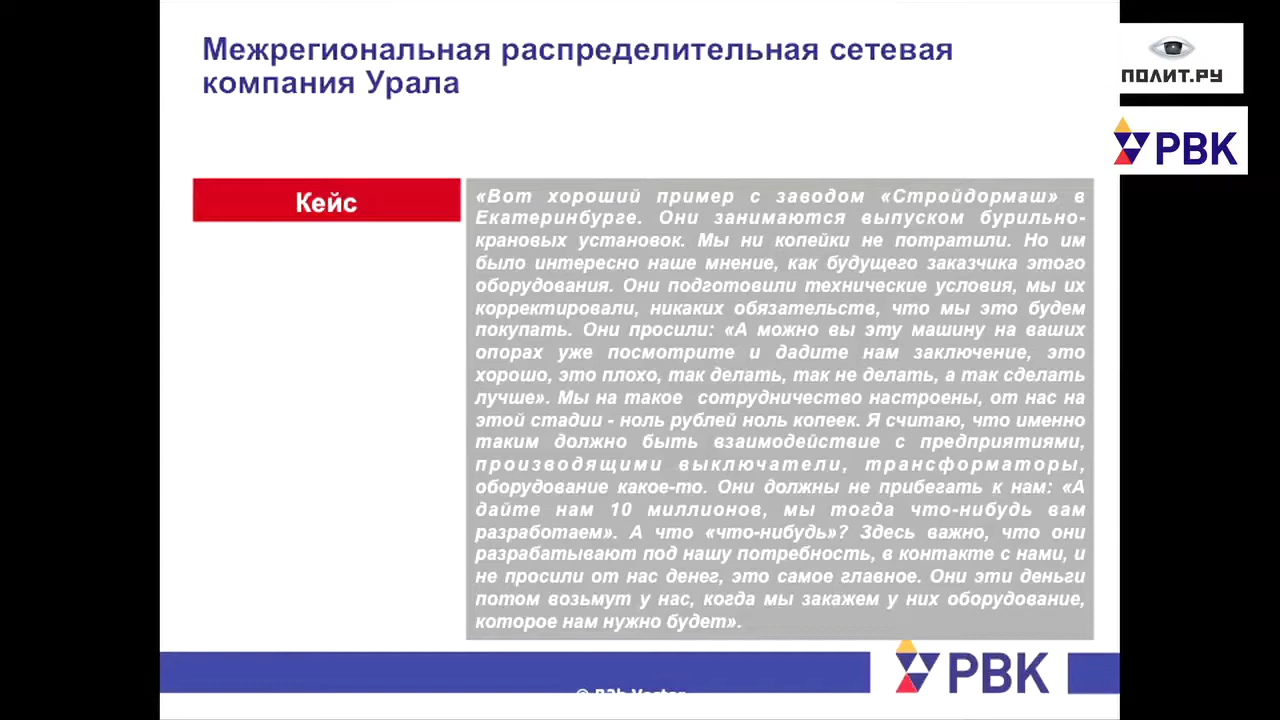 Межрегиональная распределительная сетевая
компания Урала
ПОЛИТ.РУ
РВК
Кейс
«Вот хороший пример с заводом «Стройдормаш» в
Екатеринбурге. Они занимаются выпуском бурильно-
крановых установок. Мы ни копейки не потратили. Но им
было интересно наше мнение, как будущего заказчика этого
оборудования. Они подготовили технические условия, мы их
корректировали, никаких обязательств, что мы это будем
покупать. Они просили: «А можно вы эту машину на ваших
опорах уже посмотрите и дадите нам заключение, это
хорошо, это плохо, так делать, так не делать, а так сделать
лучше». Мы на такое сотрудничество настроены, от нас на
этой стадии - ноль рублей ноль копеек. Я считаю, что именно
таким должно быть взаимодействие с предприятиями,
производящими выключатели, трансформаторы,
оборудование какое-то. Они должны не прибегать к нам: «А
дайте нам 10 миллионов, мы тогда что-нибудь вам
разработаем». А что «что-нибудь»? Здесь важно, что они
разрабатывают под нашу потребность, в контакте с нами, и
не просили от нас денег, это самое главное. Они эти деньги
потом возьмут у нас, когда мы закажем у них оборудование,
которое нам нужно будет».
© B2b Vector
РВК